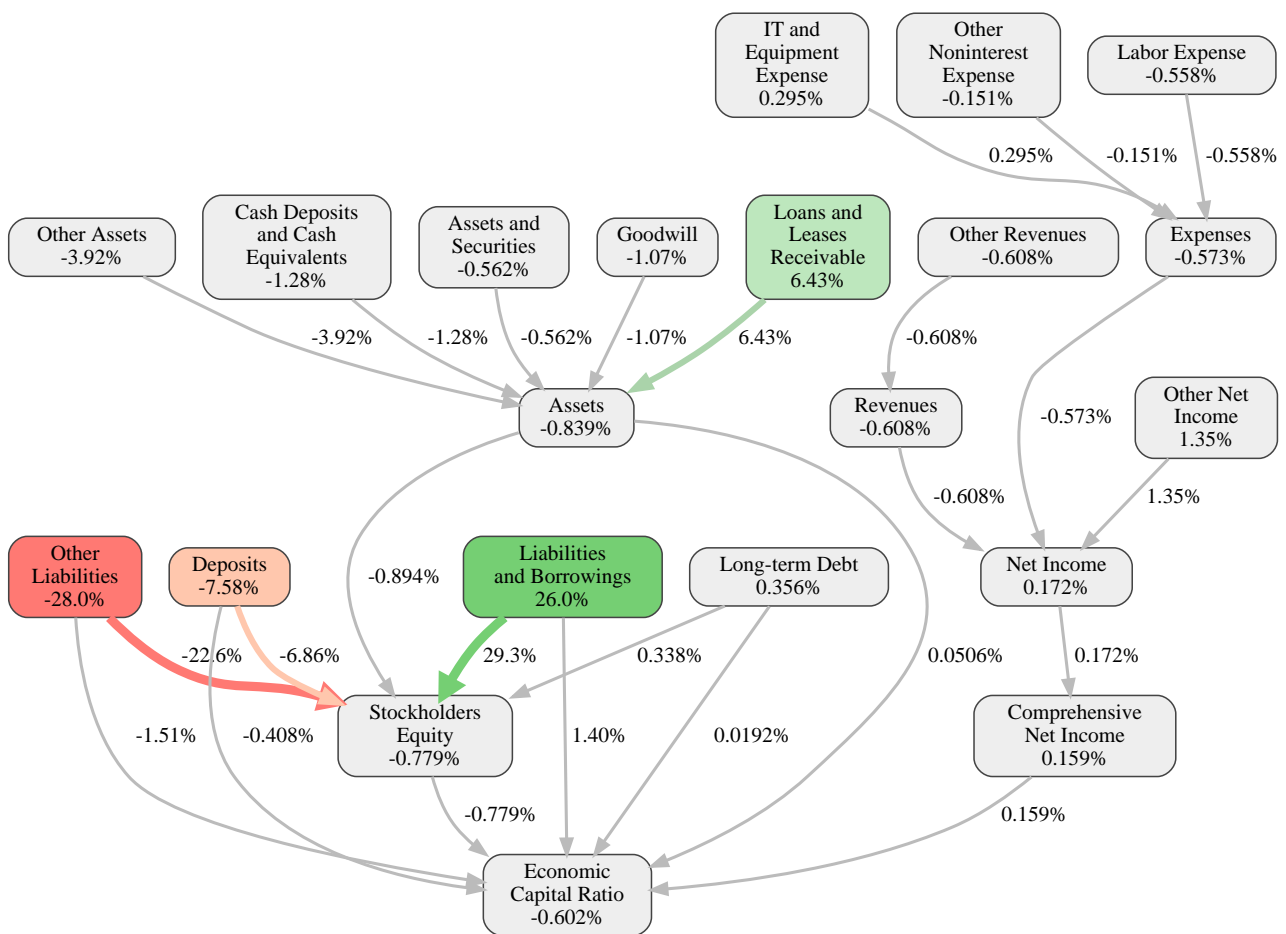 IT and
Equipment
Expense
0.295%
Other
Noninterest
Expense
-0.151%
Labor Expense
-0.558%
0.295%
-0.151%
-0.558%
Other Assets
-3.92%
Cash Deposits
and Cash
Equivalents
-1.28%
Assets and
Securities
-0.562%
Goodwill
-1.07%
Loans and
Leases
Receivable
6.43%
Other Revenues
-0.608%
Expenses
-0.573%
-3.92%
-1.28%
-0.562%
-1.07%
6.43%
-0.608%
Assets
-0.839%
Revenues
-0.608%
-0.573%
Other Net
Income
1.35%
-0.608%
1.35%
Other
Liabilities
-28.0%
Deposits
-7.58%
-0.894%
Liabilities
and Borrowings
26.0%
Long-term Debt
0.356%
Net Income
0.172%
-22.6%
-6.86%
29.3%
0.338%
0.0506%
0.172%
Stockholders
Equity
-0.779%
Comprehensive
Net Income
0.159%
-1.51%
-0.408%
1.40%
0.0192%
-0.779%
0.159%
Economic
Capital Ratio
-0.602%